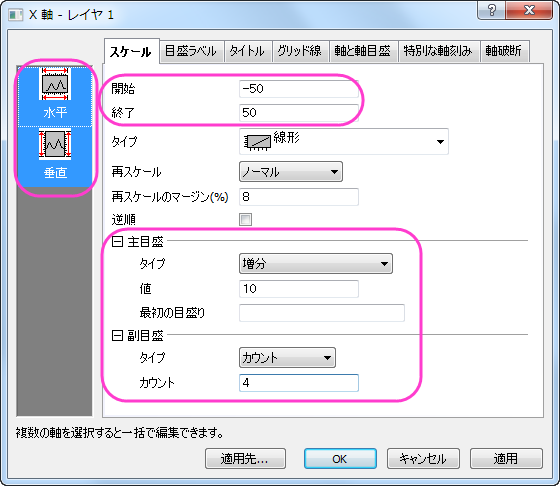 X 軸 - レイヤ 1
スケール 目盛ラベル タイトル グリッド線 軸と軸目盛 特別な軸刻み 軸破断
水平
垂直
開始 -50
終了 50
タイプ 線形
再スケール ノーマル
再スケールのマージン(%) 8
逆順
主目盛
タイプ 増分
値 10
最初の目盛り
副目盛
タイプ カウント
カウント 4
複数の軸を選択すると一括で編集できます。
適用先... OK キャンセル 適用